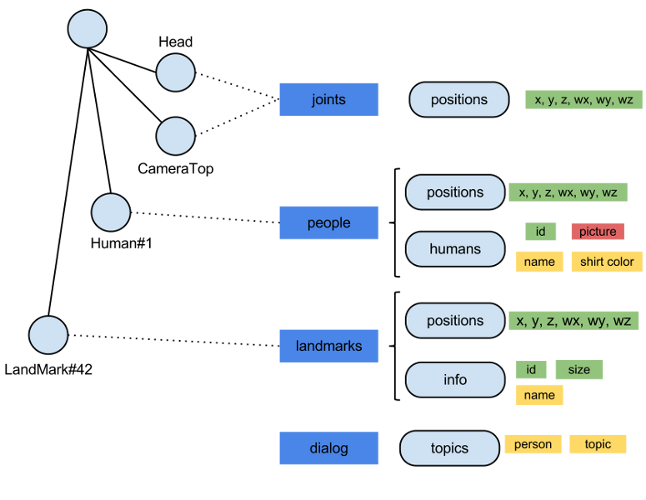 Head
joints
positions
x, y, z, wx, wy, wz
CameraTop
positions
x, y, z, wx, wy, wz
people
Human#1
humans
id
picture
name
shirt color
positions
x, y, z, wx, wy, wz
landmarks
LandMark#42
info
id
size
name
dialog
topics
person
topic